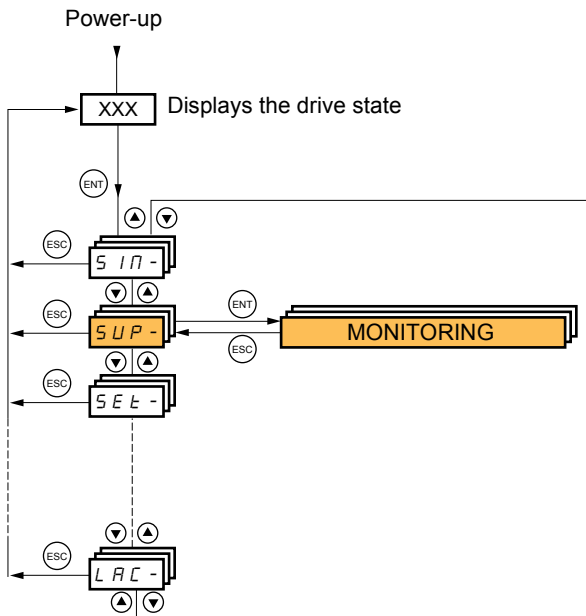 Power-up
XXX Displays the drive state
ENT
ESC
SIM-
ENT
ESC
SUP-
MONITORING
ESC
ESC
SEt-
ESC
LAC-